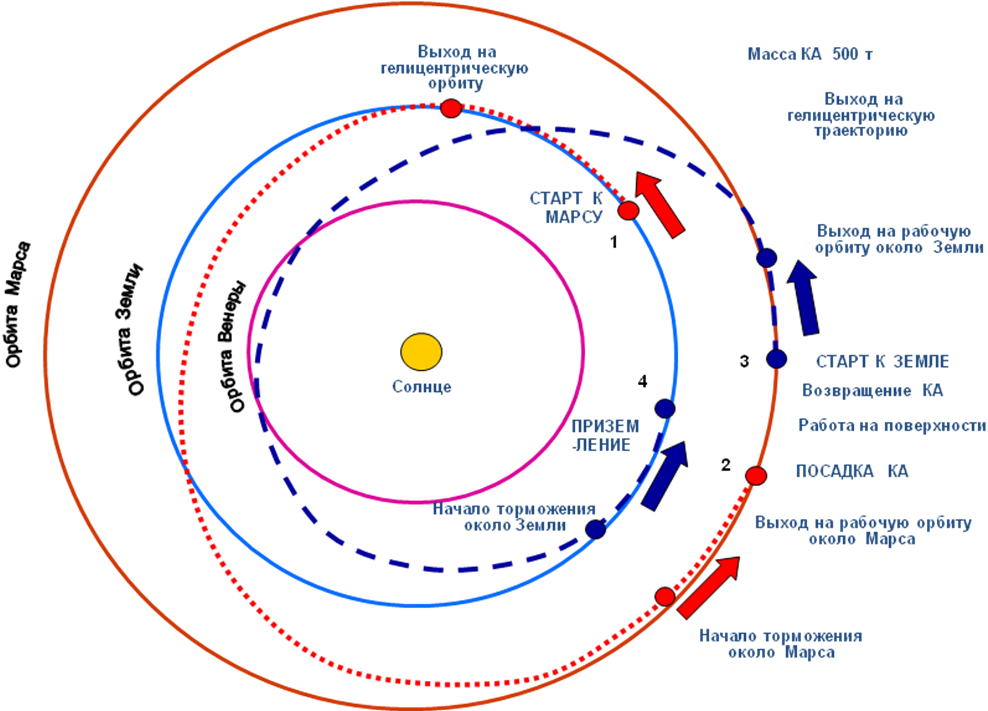 Выход на
гелицентрическую
орбиту
Масса КА 500 т
Выход на
гелицентрическую
траекторию
СТАРТ К
МАРСУ
1
Выход на рабочую
орбиту около Земли
Орбита Марса
Орбита Земли
Орбита Венеры
Солнце
3
СТАРТ К ЗЕМЛЕ
Возвращение КА
4
ПРИЗЕМ
-ЛЕНИЕ
Работа на поверхности
2
ПОСАДКА КА
Начало торможения
около Земли
Выход на рабочую орбиту
около Марса
Начало торможения
около Марса